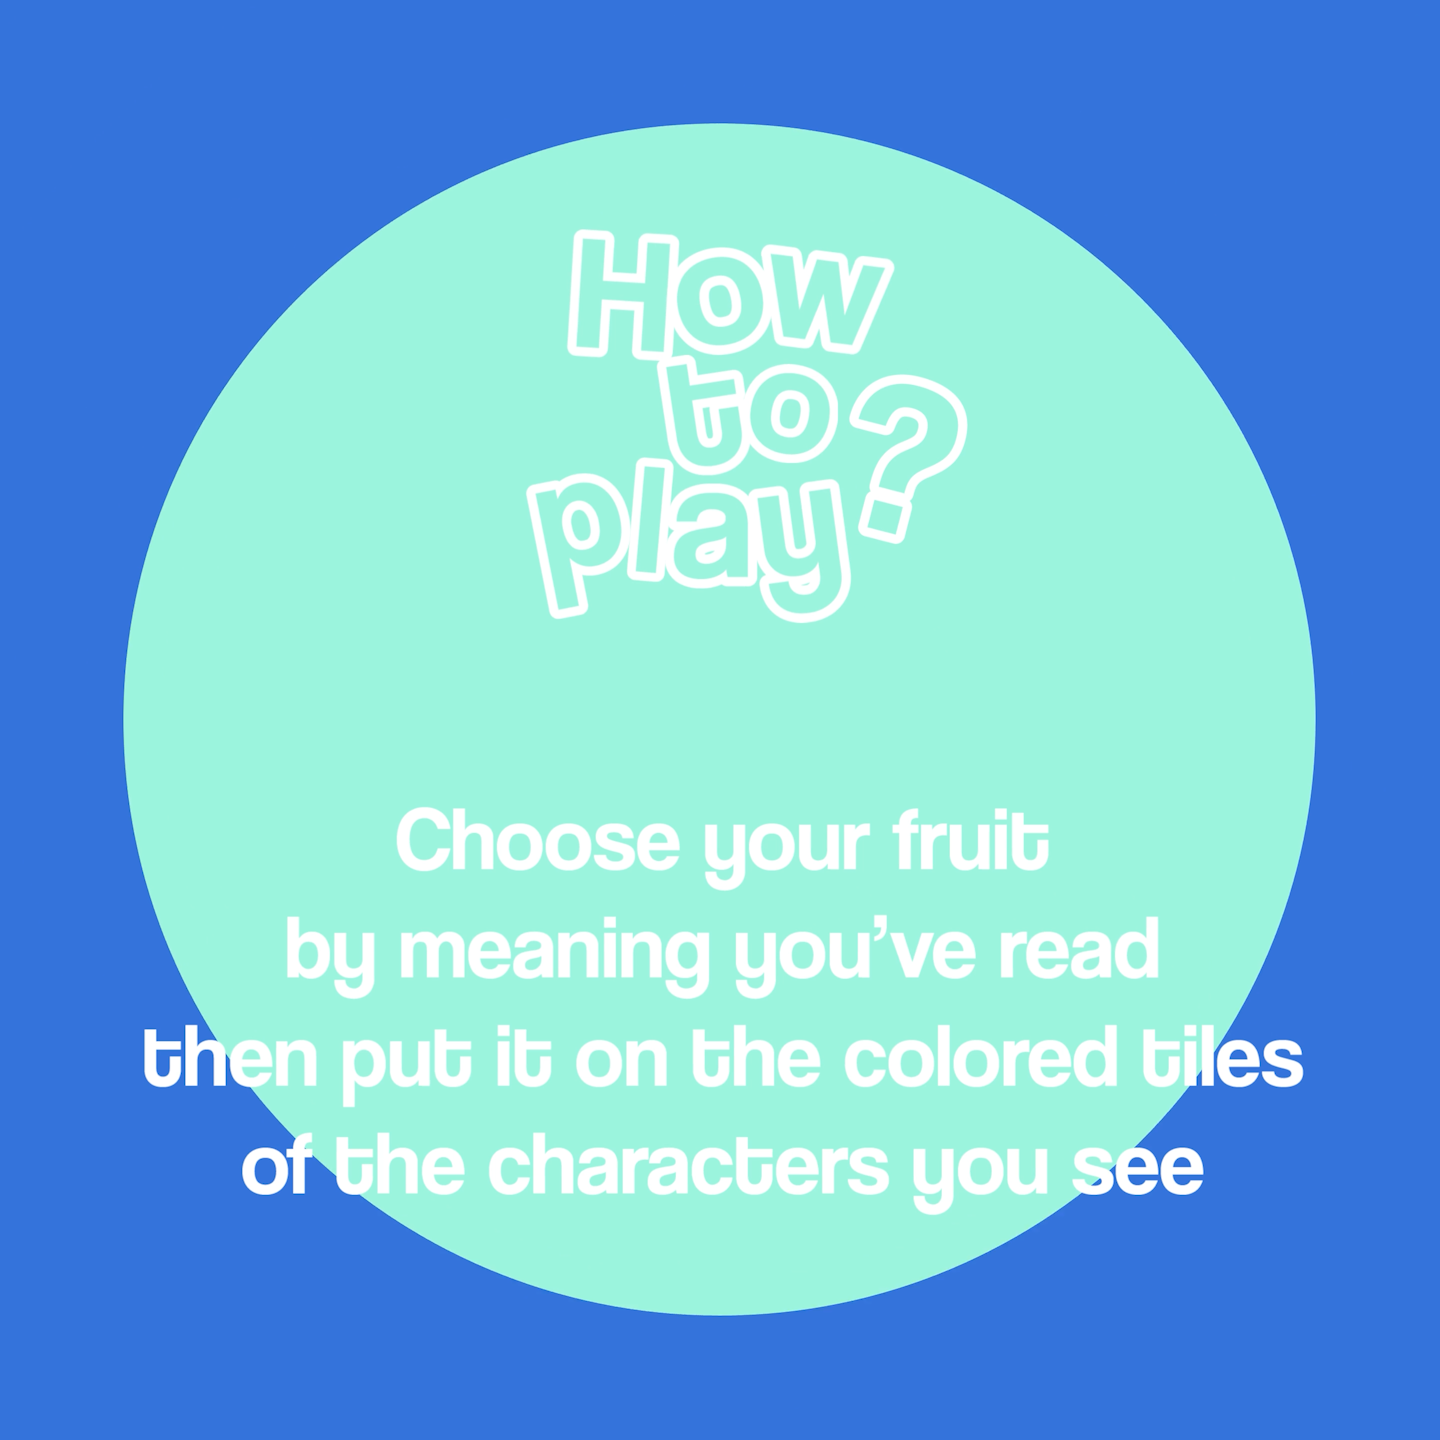 How
to
play?
Choose your fruit
by meaning you’ve read
then put it on the colored tiles
of the characters you see